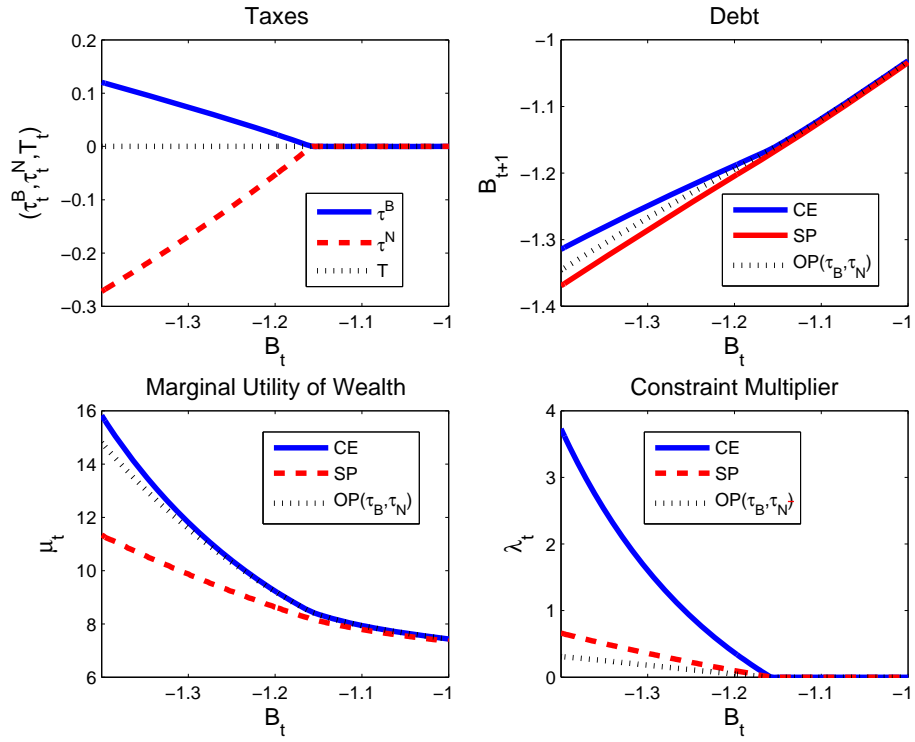 Taxes
0.2
0.1
0
−0.1
−0.2
−0.3
(τ_t^B,τ_t^N,T_t)
τ^B
τ^N
T
−1.3 −1.2 −1.1 −1
B_t
Debt
−1
−1.1
−1.2
−1.3
−1.4
B_{t+1}
CE
SP
OP(τ_B,τ_N)
−1.3 −1.2 −1.1 −1
B_t
Marginal Utility of Wealth
16
14
12
10
8
6
μ_t
CE
SP
OP(τ_B,τ_N)
−1.3 −1.2 −1.1 −1
B_t
Constraint Multiplier
4
3
2
1
0
λ_t
CE
SP
OP(τ_B,τ_N)
−1.3 −1.2 −1.1 −1
B_t